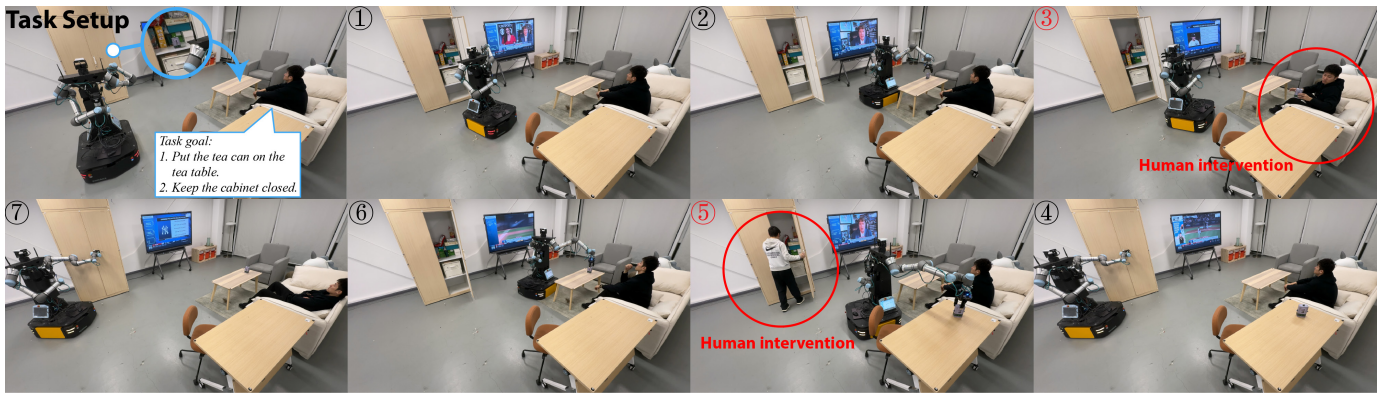 Task Setup
Task goal:
1. Put the tea can on the
tea table.
2. Keep the cabinet closed.
①
②
③
Human intervention
⑦
⑥
⑤
Human intervention
④